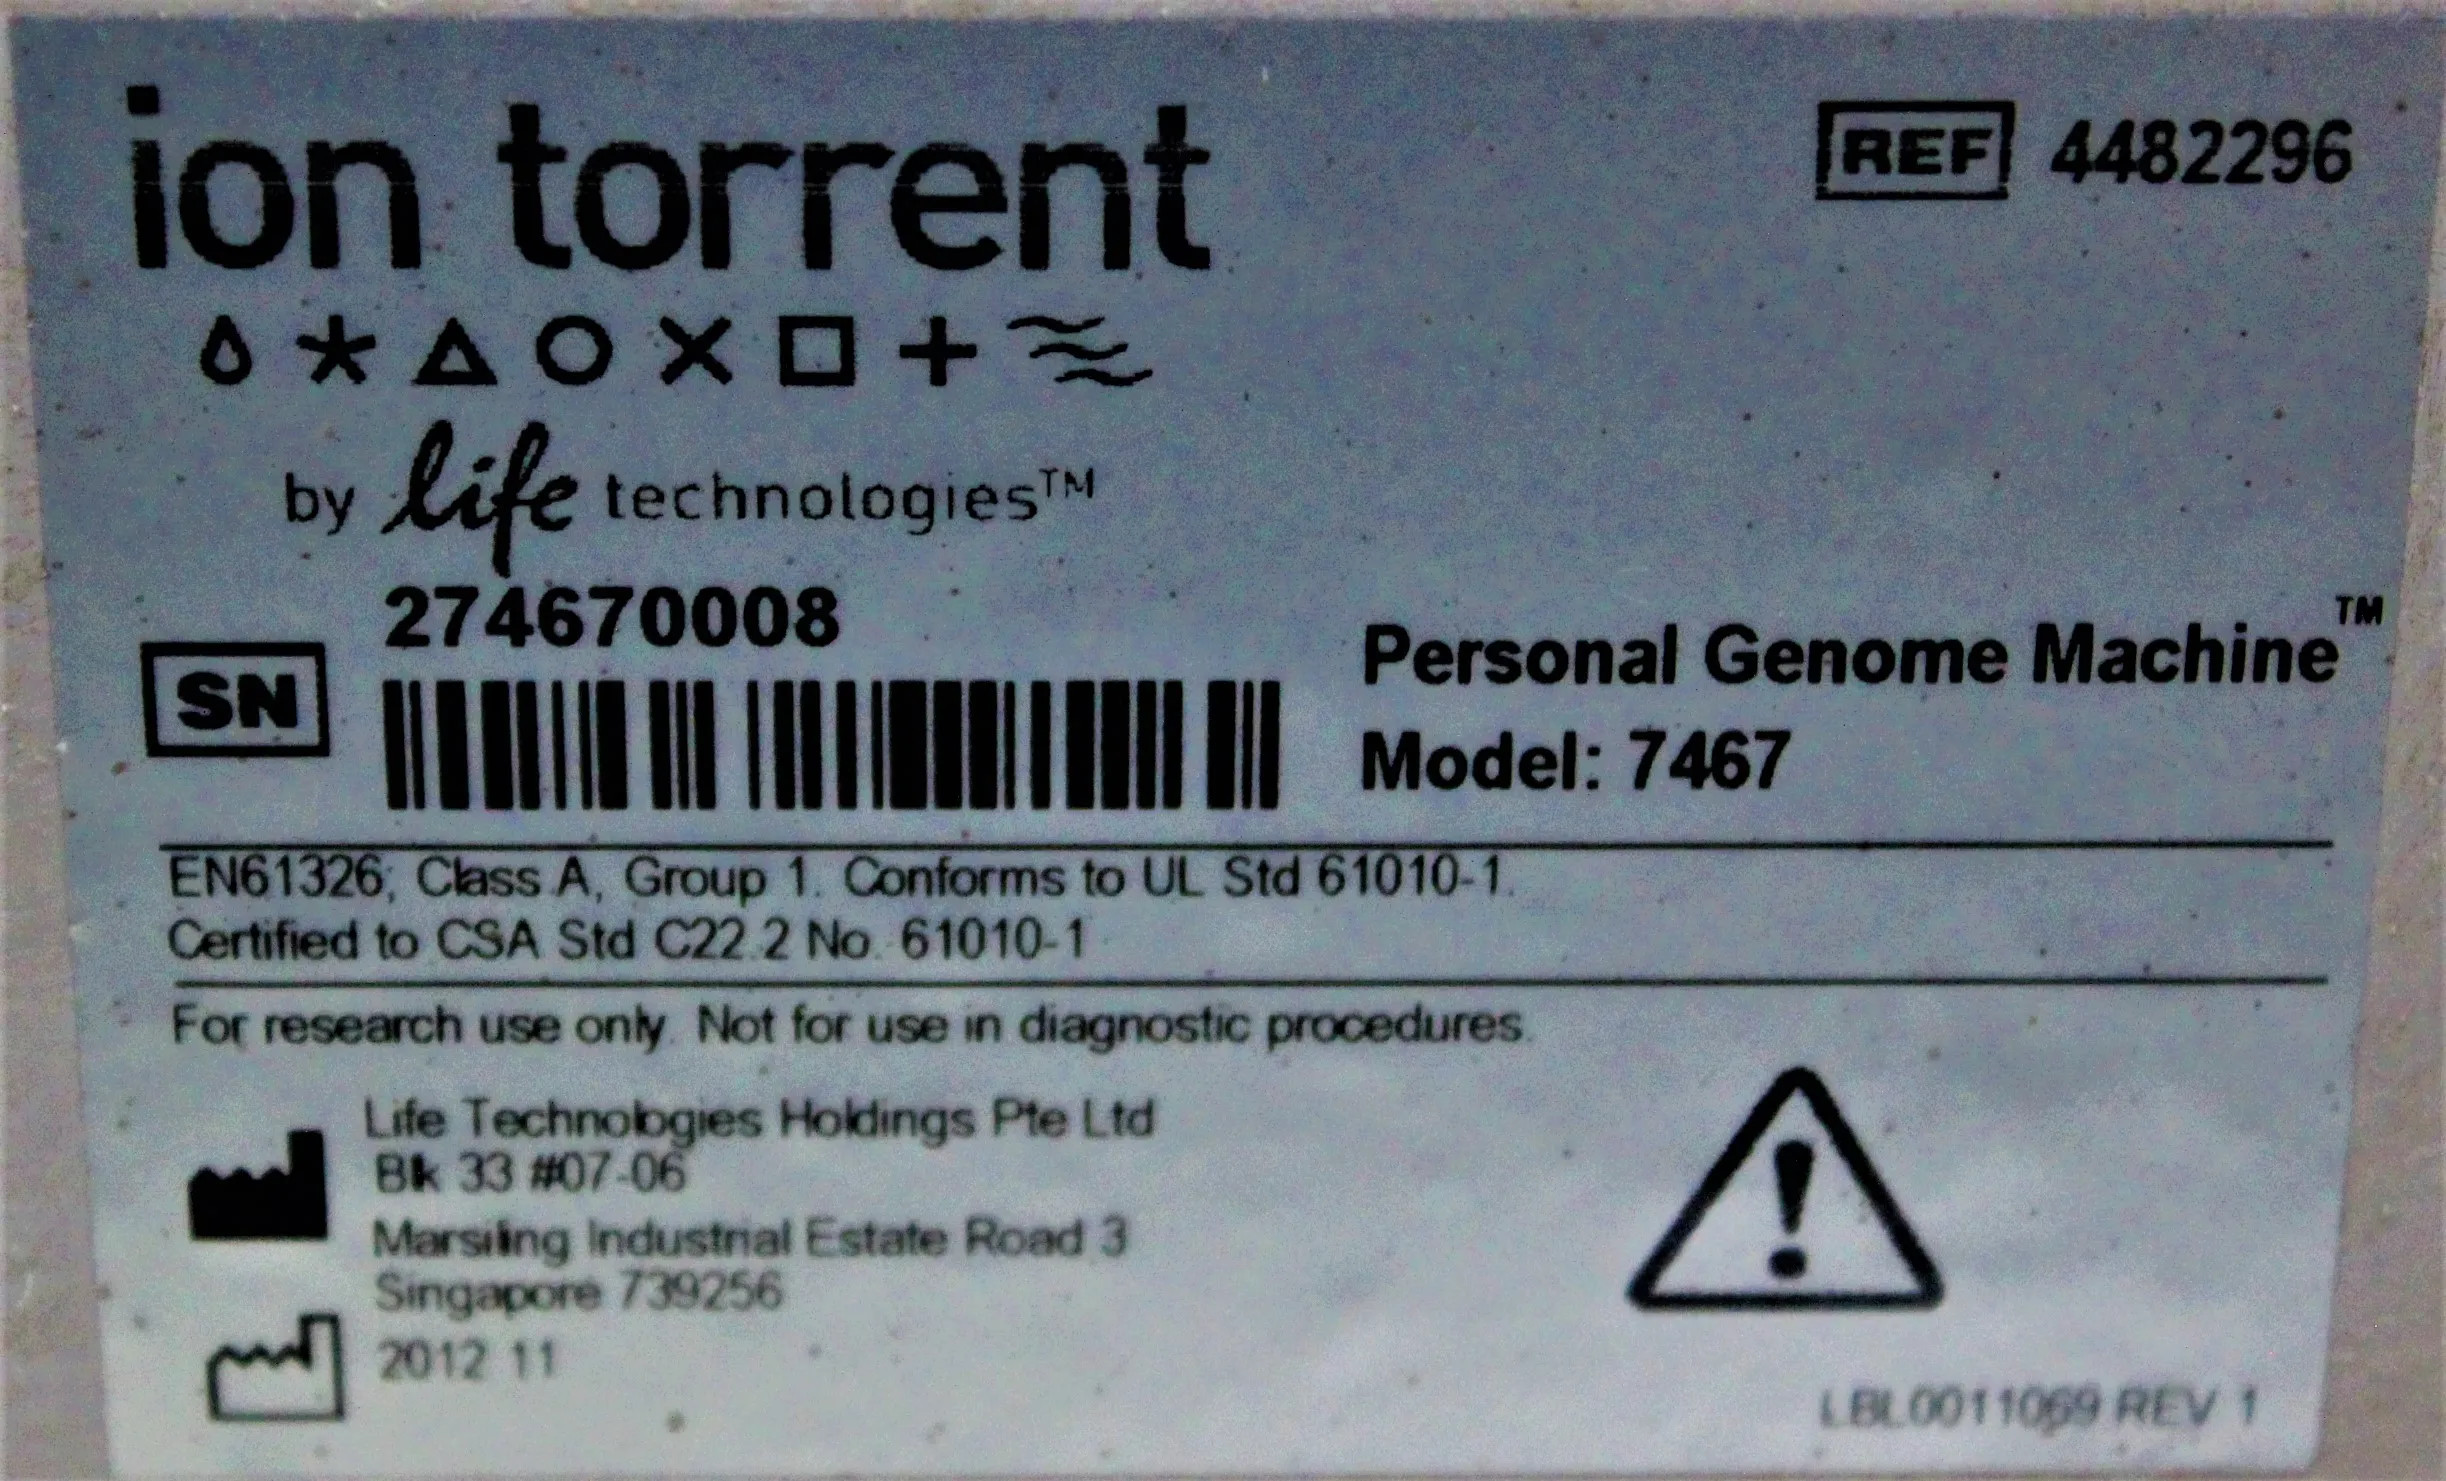 ion torrent
REF 4482296
by life technologies™
274670008
SN
Personal Genome Machine™
Model: 7467
EN61326; Class A, Group 1. Conforms to UL Std 61010-1.
Certified to CSA Std C22.2 No. 61010-1
For research use only. Not for use in diagnostic procedures.
Life Technologies Holdings Pte Ltd
Bk 33 #07-06
Marsiling Industrial Estate Road 3
Singapore 739256
2012 11
LBL0011069 REV 1